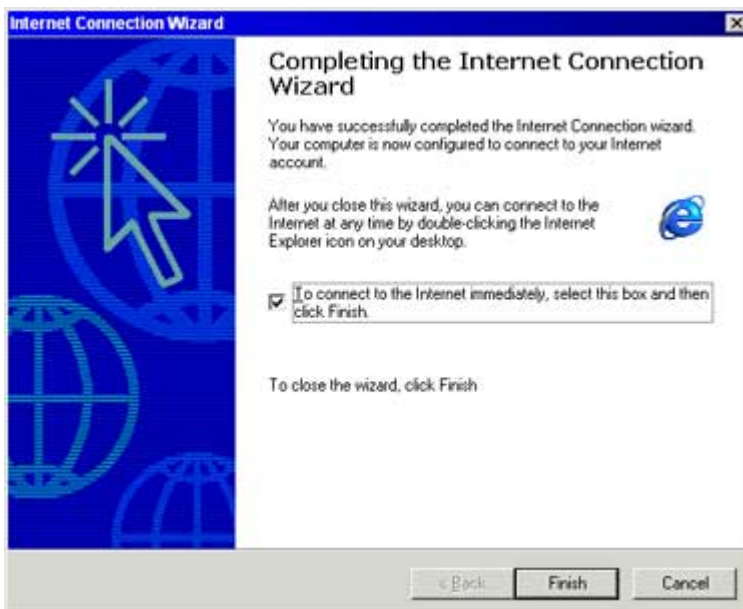 Internet Connection Wizard
Completing the Internet Connection
Wizard
You have successfully completed the Internet Connection wizard.
Your computer is now configured to connect to your Internet
account.
After you close this wizard, you can connect to the
Internet at any time by double-clicking the Internet
Explorer icon on your desktop.
To connect to the Internet immediately, select this box and then
click Finish.
To close the wizard, click Finish
< Back
Finish
Cancel